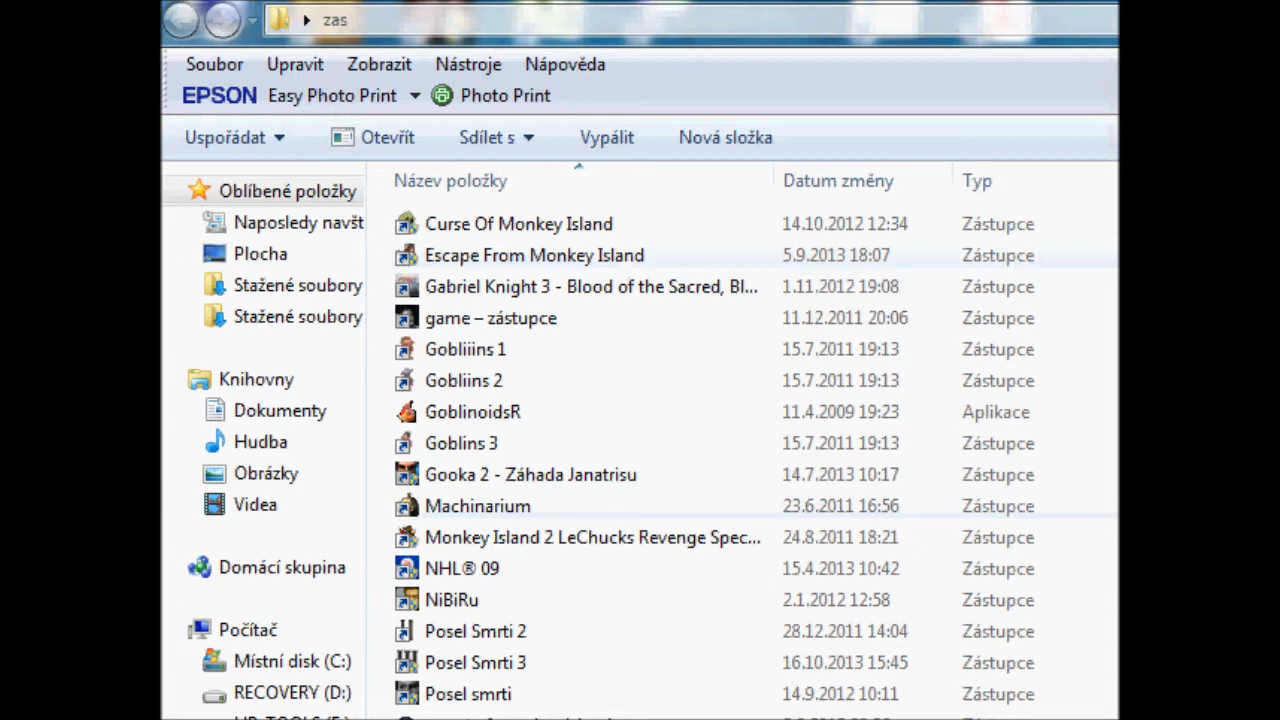 zas
Soubor Upravit Zobrazit Nástroje Nápověda
EPSON Easy Photo Print Photo Print
Uspořádat Otevřít Sdílet s Vypálit Nová složka
Název položky Datum změny Typ
Oblíbené položky
Naposledy navšt
Plocha
Stažené soubory
Stažené soubory
Knihovny
Dokumenty
Hudba
Obrázky
Videa
Domácí skupina
Počítač
Místní disk (C:)
RECOVERY (D:)
Curse Of Monkey Island 14.10.2012 12:34 Zástupce
Escape From Monkey Island 5.9.2013 18:07 Zástupce
Gabriel Knight 3 - Blood of the Sacred, Bl... 1.11.2012 19:08 Zástupce
game – zástupce 11.12.2011 20:06 Zástupce
Gobliiins 1 15.7.2011 19:13 Zástupce
Gobliins 2 15.7.2011 19:13 Zástupce
GoblinoidsR 11.4.2009 19:23 Aplikace
Goblins 3 15.7.2011 19:13 Zástupce
Gooka 2 - Záhada Janatrisu 14.7.2013 10:17 Zástupce
Machinarium 23.6.2011 16:56 Zástupce
Monkey Island 2 LeChucks Revenge Spec... 24.8.2011 18:21 Zástupce
NHL® 09 15.4.2013 10:42 Zástupce
NiBiRu 2.1.2012 12:58 Zástupce
Posel Smrti 2 28.12.2011 14:04 Zástupce
Posel Smrti 3 16.10.2013 15:45 Zástupce
Posel smrti 14.9.2012 10:11 Zástupce